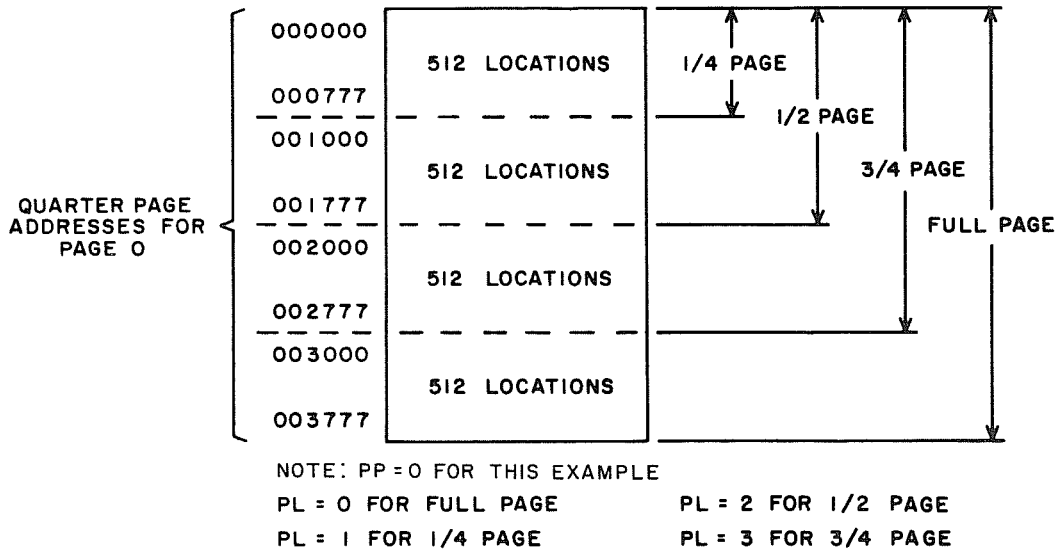 000000
512 LOCATIONS
1/4 PAGE
000777
1/2 PAGE
001000
512 LOCATIONS
3/4 PAGE
001777
QUARTER PAGE
ADDRESSES FOR
PAGE 0
FULL PAGE
002000
512 LOCATIONS
002777
003000
512 LOCATIONS
003777
NOTE: PP = 0 FOR THIS EXAMPLE
PL = 0 FOR FULL PAGE
PL = 2 FOR 1/2 PAGE
PL = 1 FOR 1/4 PAGE
PL = 3 FOR 3/4 PAGE